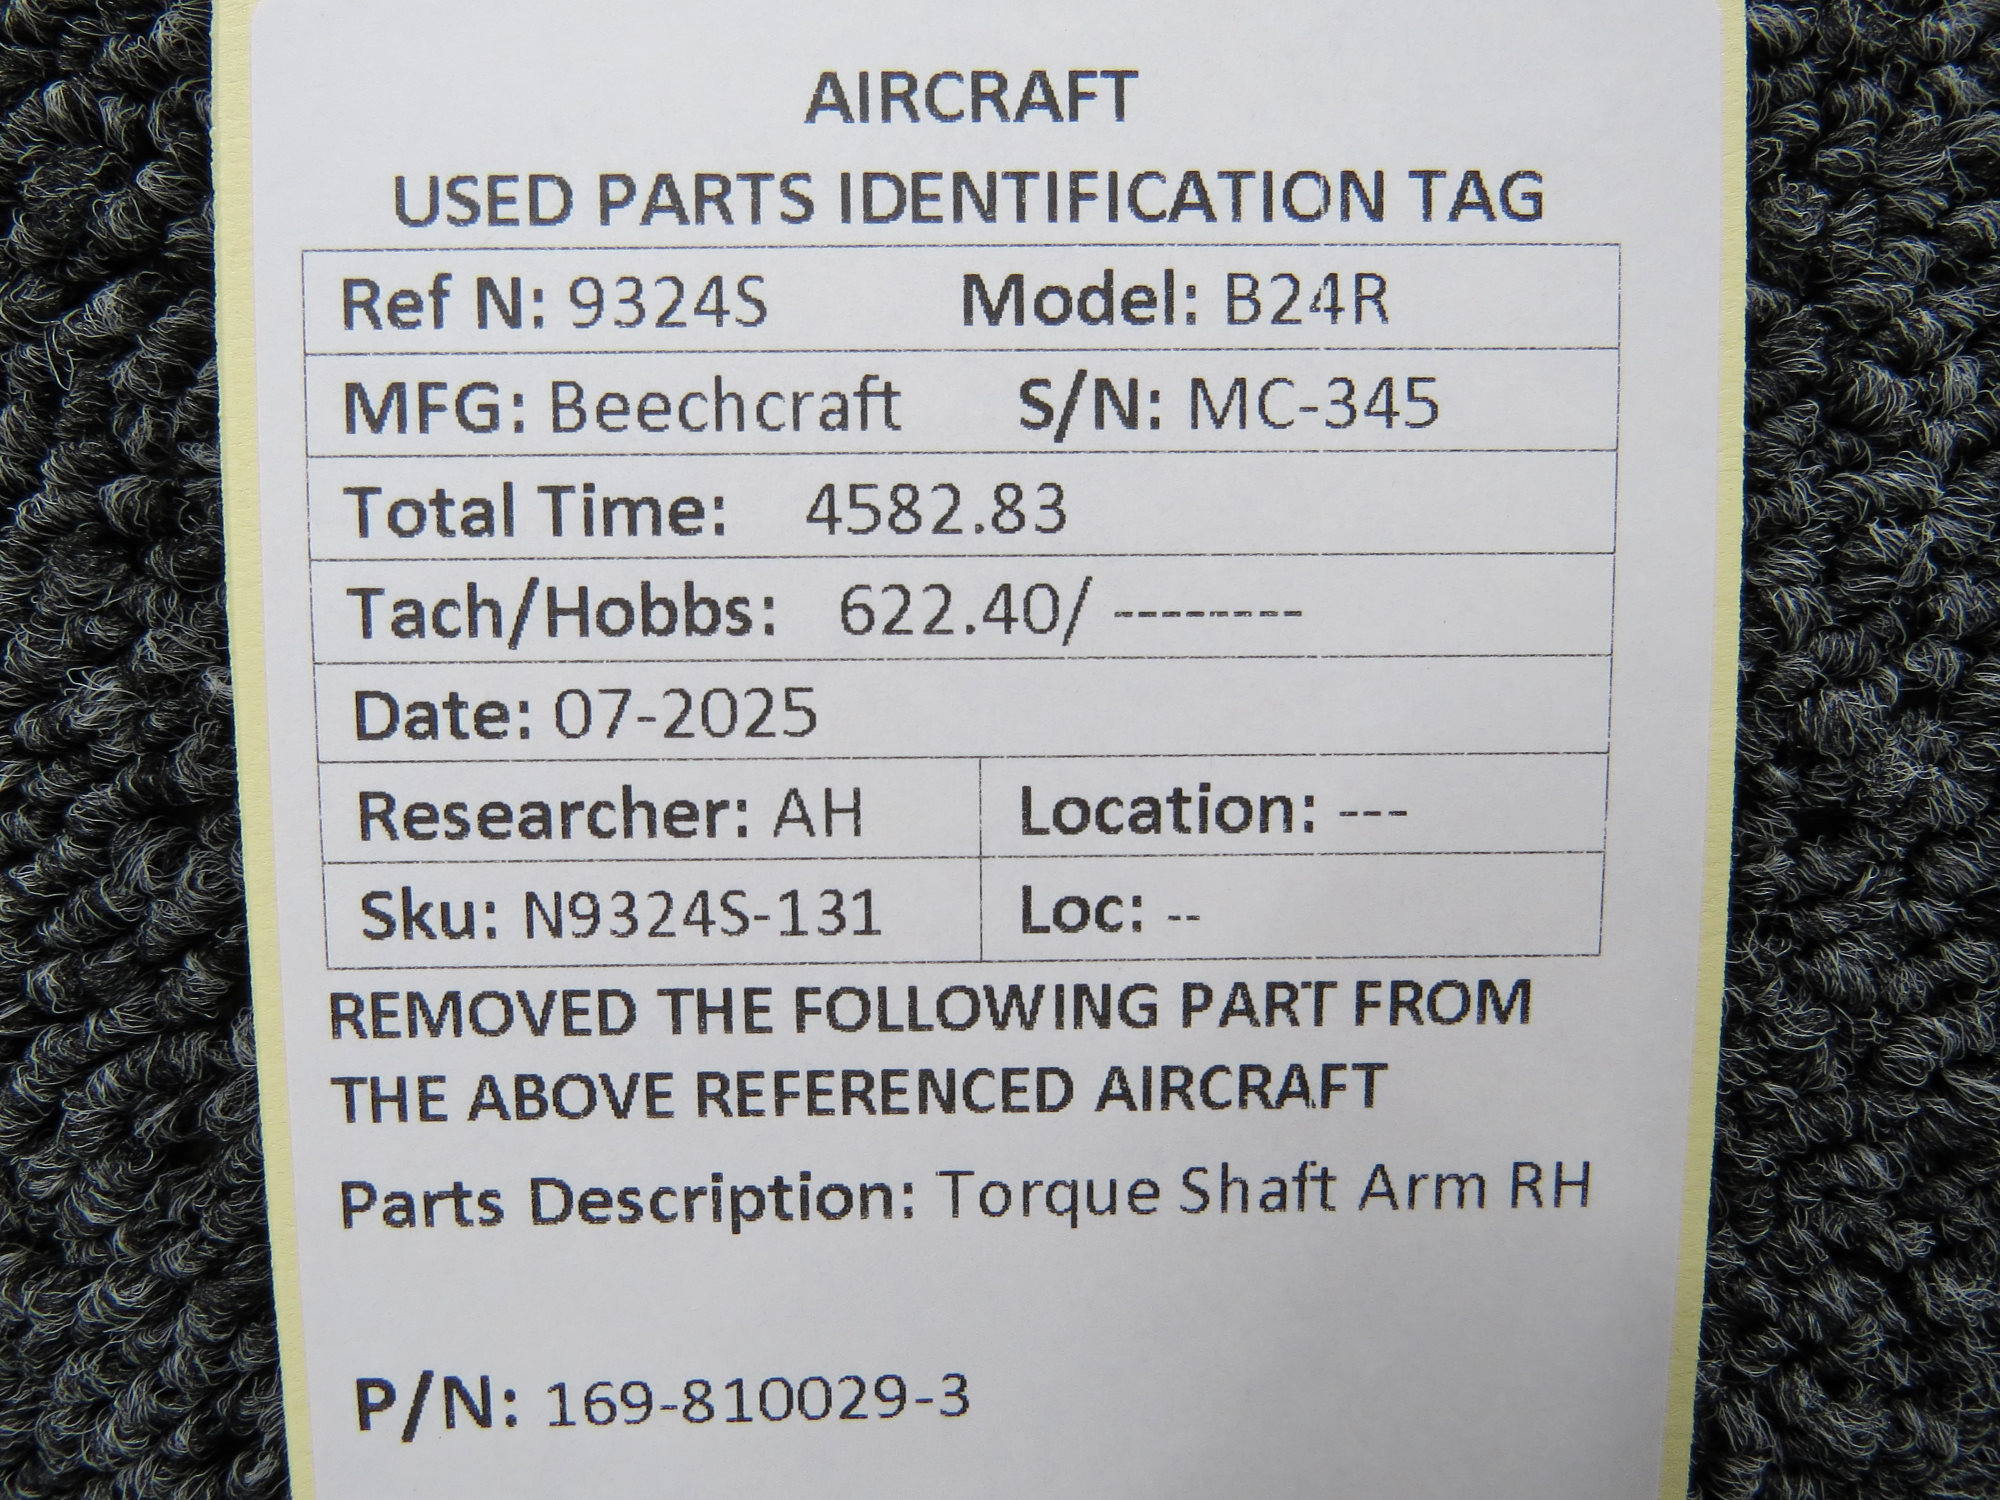 AIRCRAFT
USED PARTS IDENTIFICATION TAG
Ref N: 9324S Model: B24R
MFG: Beechcraft S/N: MC-345
Total Time: 4582.83
Tach/Hobbs: 622.40/ --------
Date: 07-2025
Researcher: AH Location: ---
Sku: N9324S-131 Loc: --
REMOVED THE FOLLOWING PART FROM
THE ABOVE REFERENCED AIRCRAFT
Parts Description: Torque Shaft Arm RH
P/N: 169-810029-3